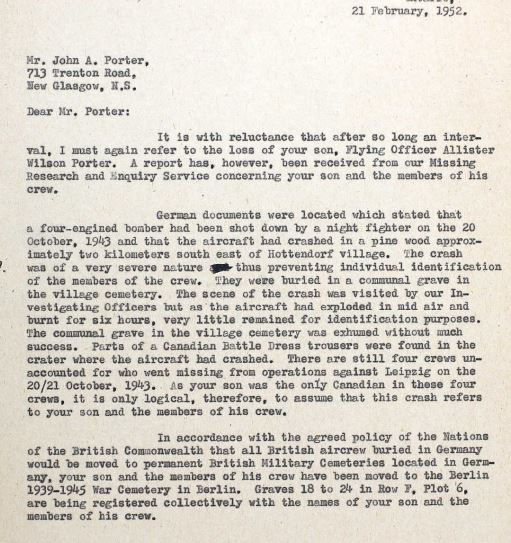 21 February, 1952.
Mr. John A. Porter,
713 Trenton Road,
New Glasgow, N.S.
Dear Mr. Porter:
It is with reluctance that after so long an inter-
val, I must again refer to the loss of your son, Flying Officer Allister
Wilson Porter. A report has, however, been received from our Missing
Research and Enquiry Service concerning your son and the members of his
crew.
German documents were located which stated that
a four-engined bomber had been shot down by a night fighter on the 20
October, 1943 and that the aircraft had crashed in a pine wood approx-
imately two kilometers south east of Hottendorf village. The crash
was of a very severe nature thus preventing individual identification
of the members of the crew. They were buried in a communal grave in
the village cemetery. The scene of the crash was visited by our In-
vestigating Officers but as the aircraft had exploded in mid air and
burnt for six hours, very little remained for identification purposes.
The communal grave in the village cemetery was exhumed without much
success. Parts of a Canadian Battle Dress trousers were found in the
crater where the aircraft had crashed. There are still four crews un-
accounted for who went missing from operations against Leipzig on the
20/21 October, 1943. As your son was the only Canadian in these four
crews, it is only logical, therefore, to assume that this crash refers
to your son and the members of his crew.
In accordance with the agreed policy of the Nations
of the British Commonwealth that all British aircrew buried in Germany
would be moved to permanent British Military Cemeteries located in Germ-
any, your son and the members of his crew have been moved to the Berlin
1939-1945 War Cemetery in Berlin. Graves 18 to 24 in Row F, Plot 6,
are being registered collectively with the names of your son and the
members of his crew.